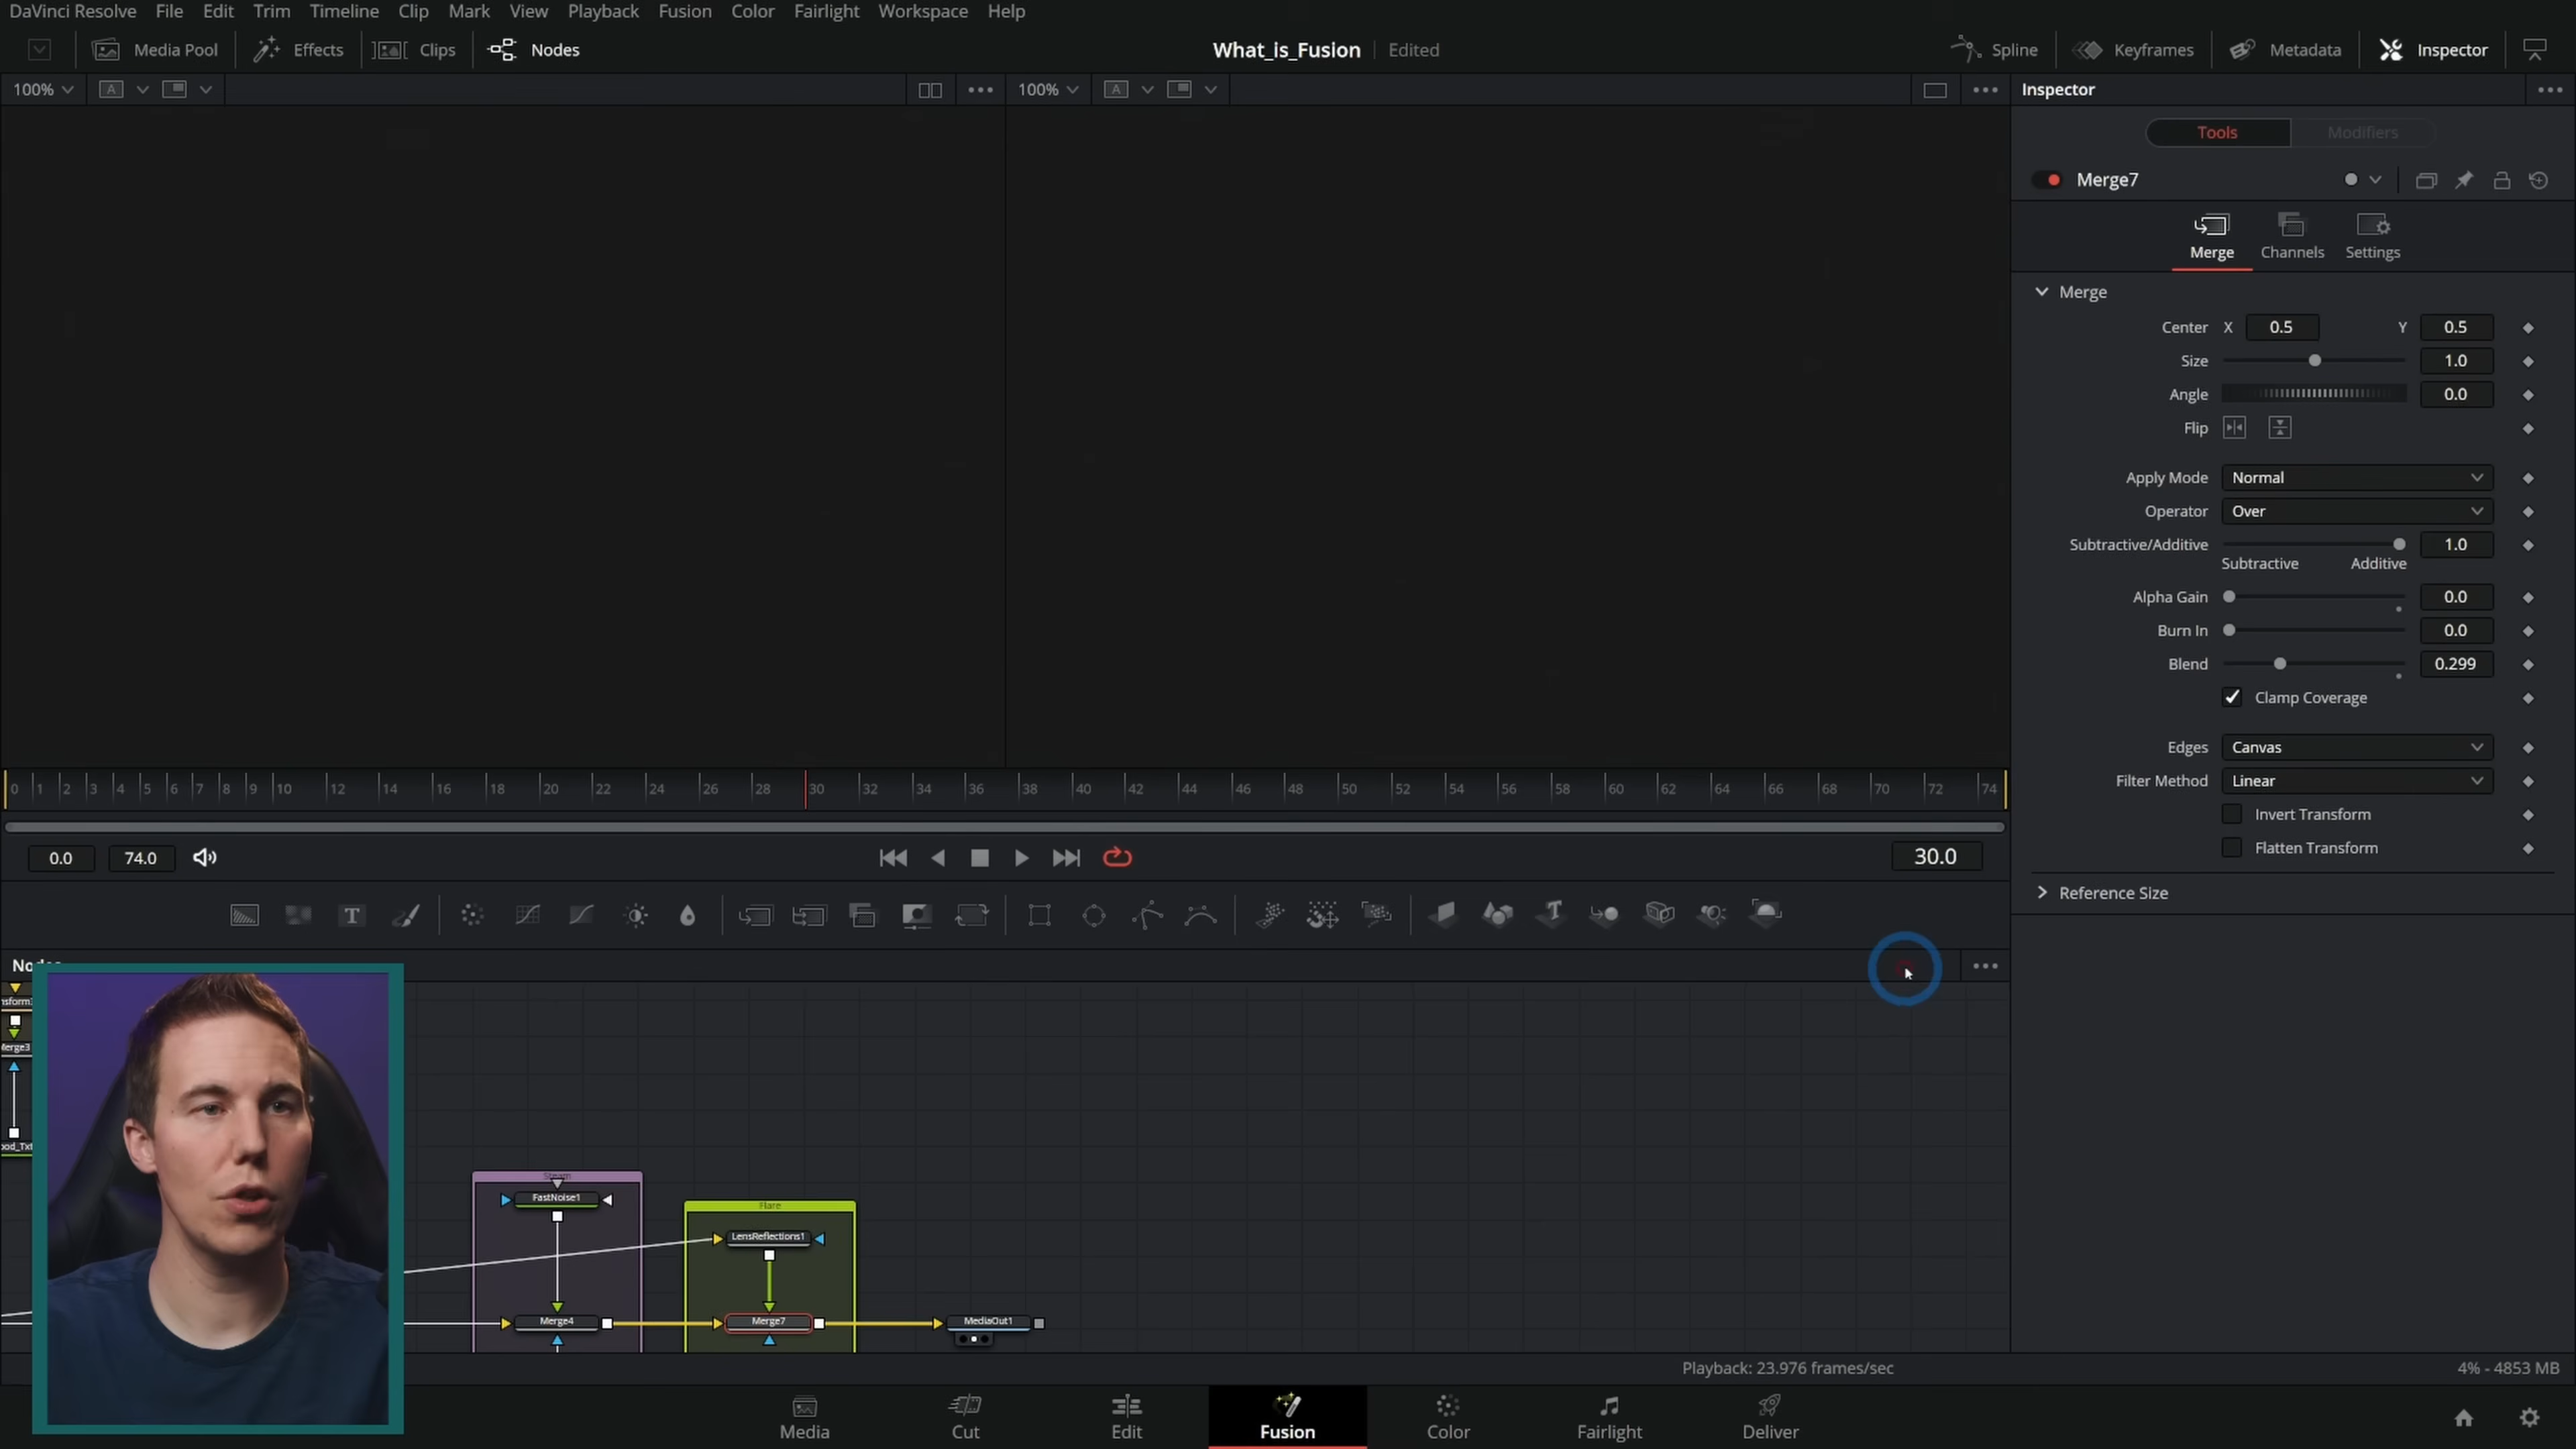 DaVinci Resolve File Edit Trim Timeline Clip Mark View Playback Fusion Color Fairlight Workspace Help
Media Pool Effects Clips Nodes What_is_Fusion Edited Spline Keyframes Metadata Inspector
100% A 100% A Inspector
Tools Modifiers
Merge7
Merge Channels Settings
Merge
Center X 0.5 Y 0.5
Size 1.0
Angle 0.0
Flip
Apply Mode Normal
Operator Over
Subtractive/Additive 1.0
Subtractive Additive
Alpha Gain 0.0
Burn In 0.0
Blend 0.299
Clamp Coverage
Edges Canvas
Filter Method Linear
Invert Transform
Flatten Transform
Reference Size
0 1 2 3 4 5 6 7 8 9 10 12 14 16 18 20 22 24 26 28 30 32 34 36 38 40 42 44 46 48 50 52 54 56 58 60 62 64 66 68 70 72 74
0.0 74.0 30.0
T T
Merge3
FastNoise1
Flare
LensReflections1
Merge4 Merge7 MediaOut1
Playback: 23.976 frames/sec 4% - 4853 MB
Media Cut Edit Fusion Color Fairlight Deliver